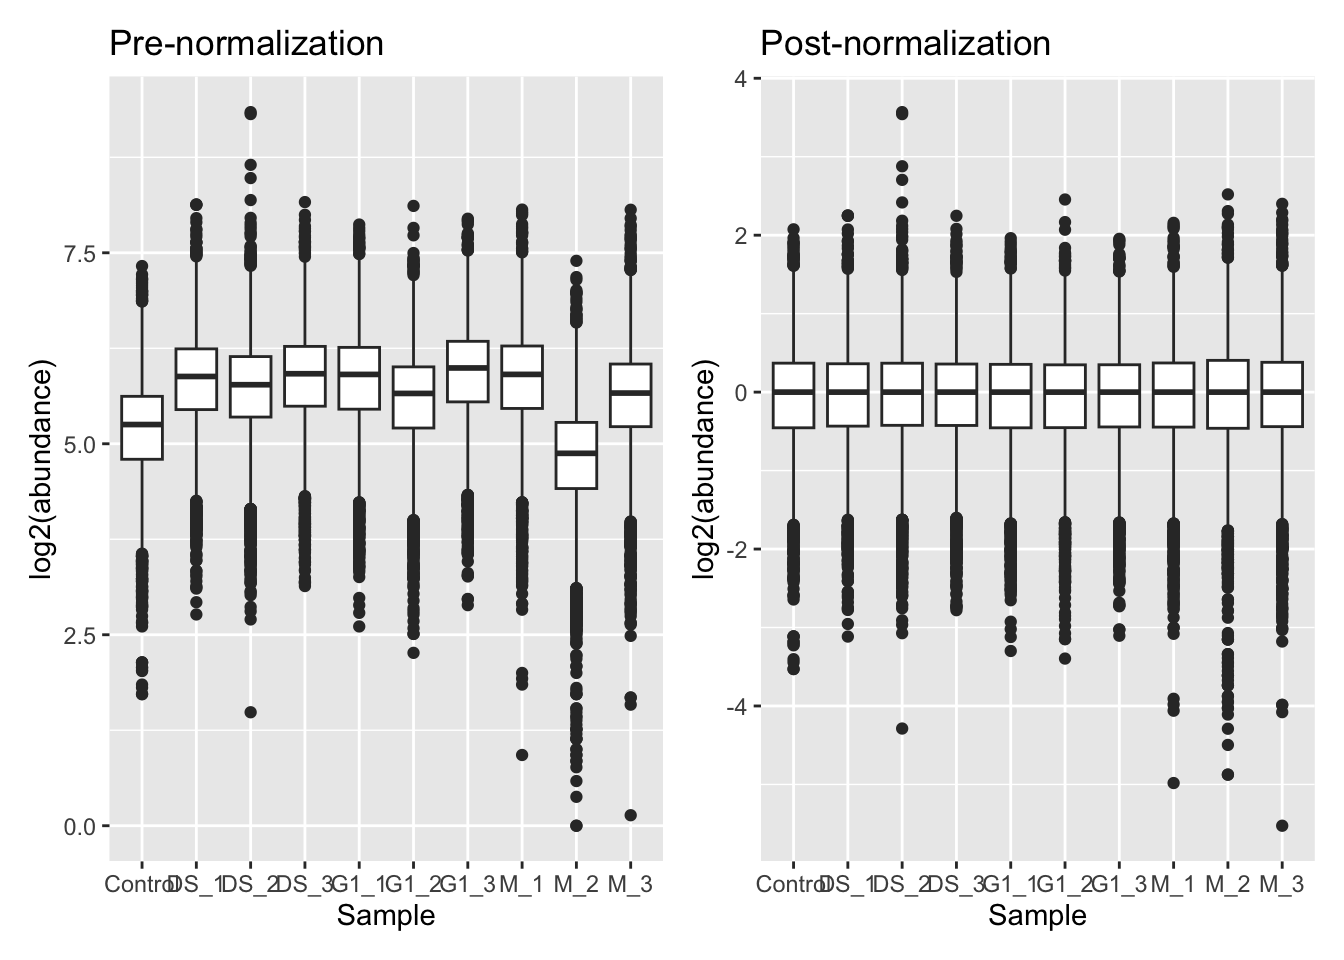 Pre-normalization
log2(abundance)
7.5
5.0
2.5
0.0
Control DS_1 DS_2 DS_3 G1_1 G1_2 G1_3 M_1 M_2 M_3
Sample
Post-normalization
log2(abundance)
4
2
0
-2
-4
Control DS_1 DS_2 DS_3 G1_1 G1_2 G1_3 M_1 M_2 M_3
Sample